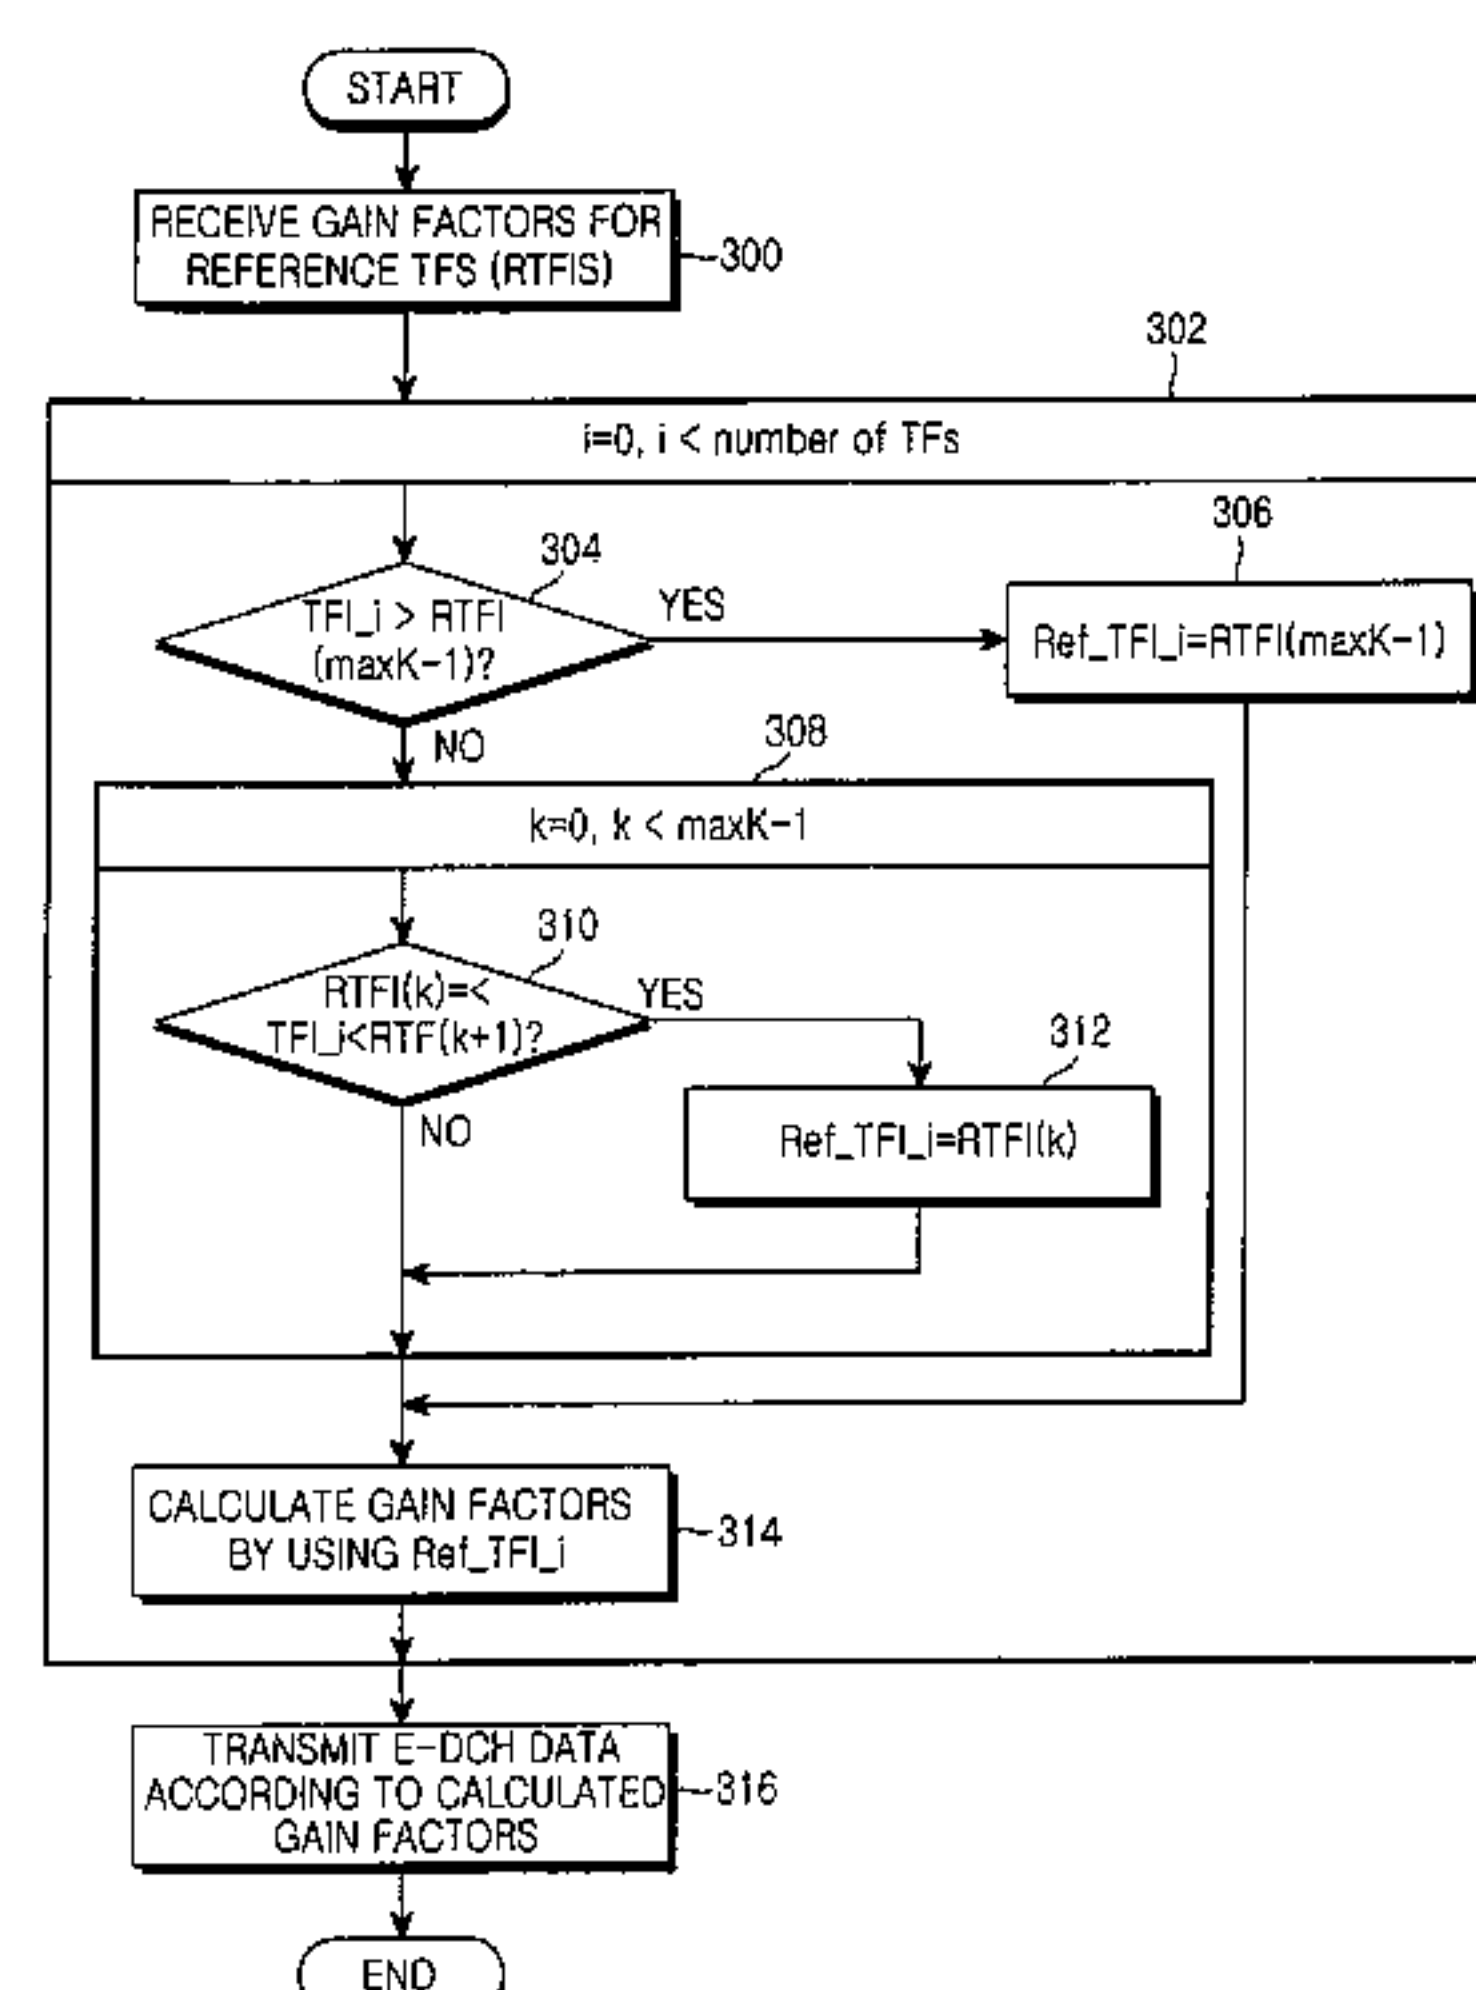 START
RECEIVE GAIN FACTORS FOR
REFERENCE TFS (RTFIS)
300
302
i=0, i < number of TFs
304
306
TFI_i > RTFI
(maxK-1)?
YES
Ref_TFI_i=RTFI(maxK-1)
NO
308
k=0, k < maxK-1
310
RTFI(k)=<
TFI_i<RTF(k+1)?
YES
312
NO
Ref_TFI_i=RTFI(k)
CALCULATE GAIN FACTORS
BY USING Ref_TFI_i
314
TRANSMIT E-DCH DATA
ACCORDING TO CALCULATED
GAIN FACTORS
316
END